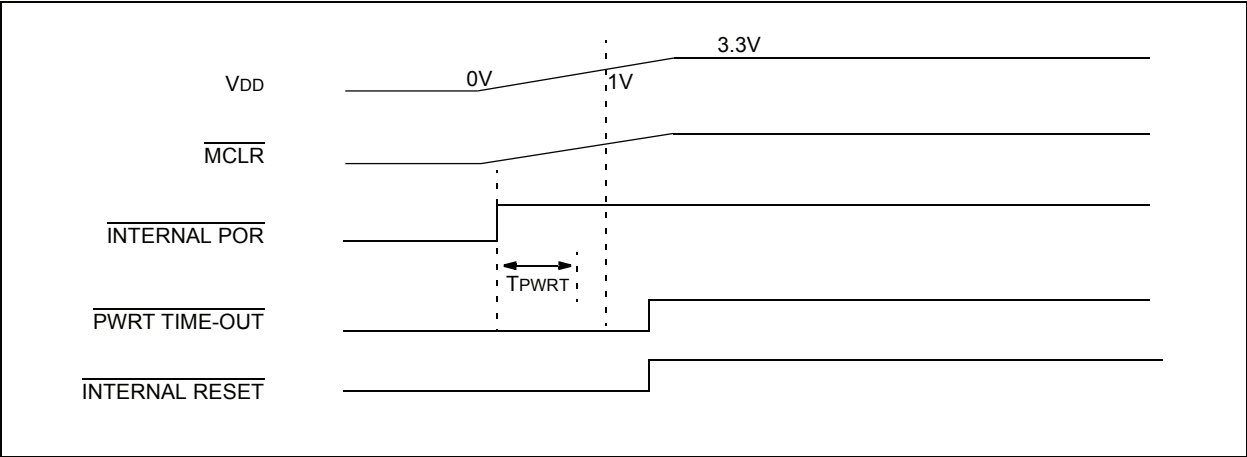 3.3V
VDD
0V
1V
MCLR
INTERNAL POR
TPWRT
PWRT TIME-OUT
INTERNAL RESET